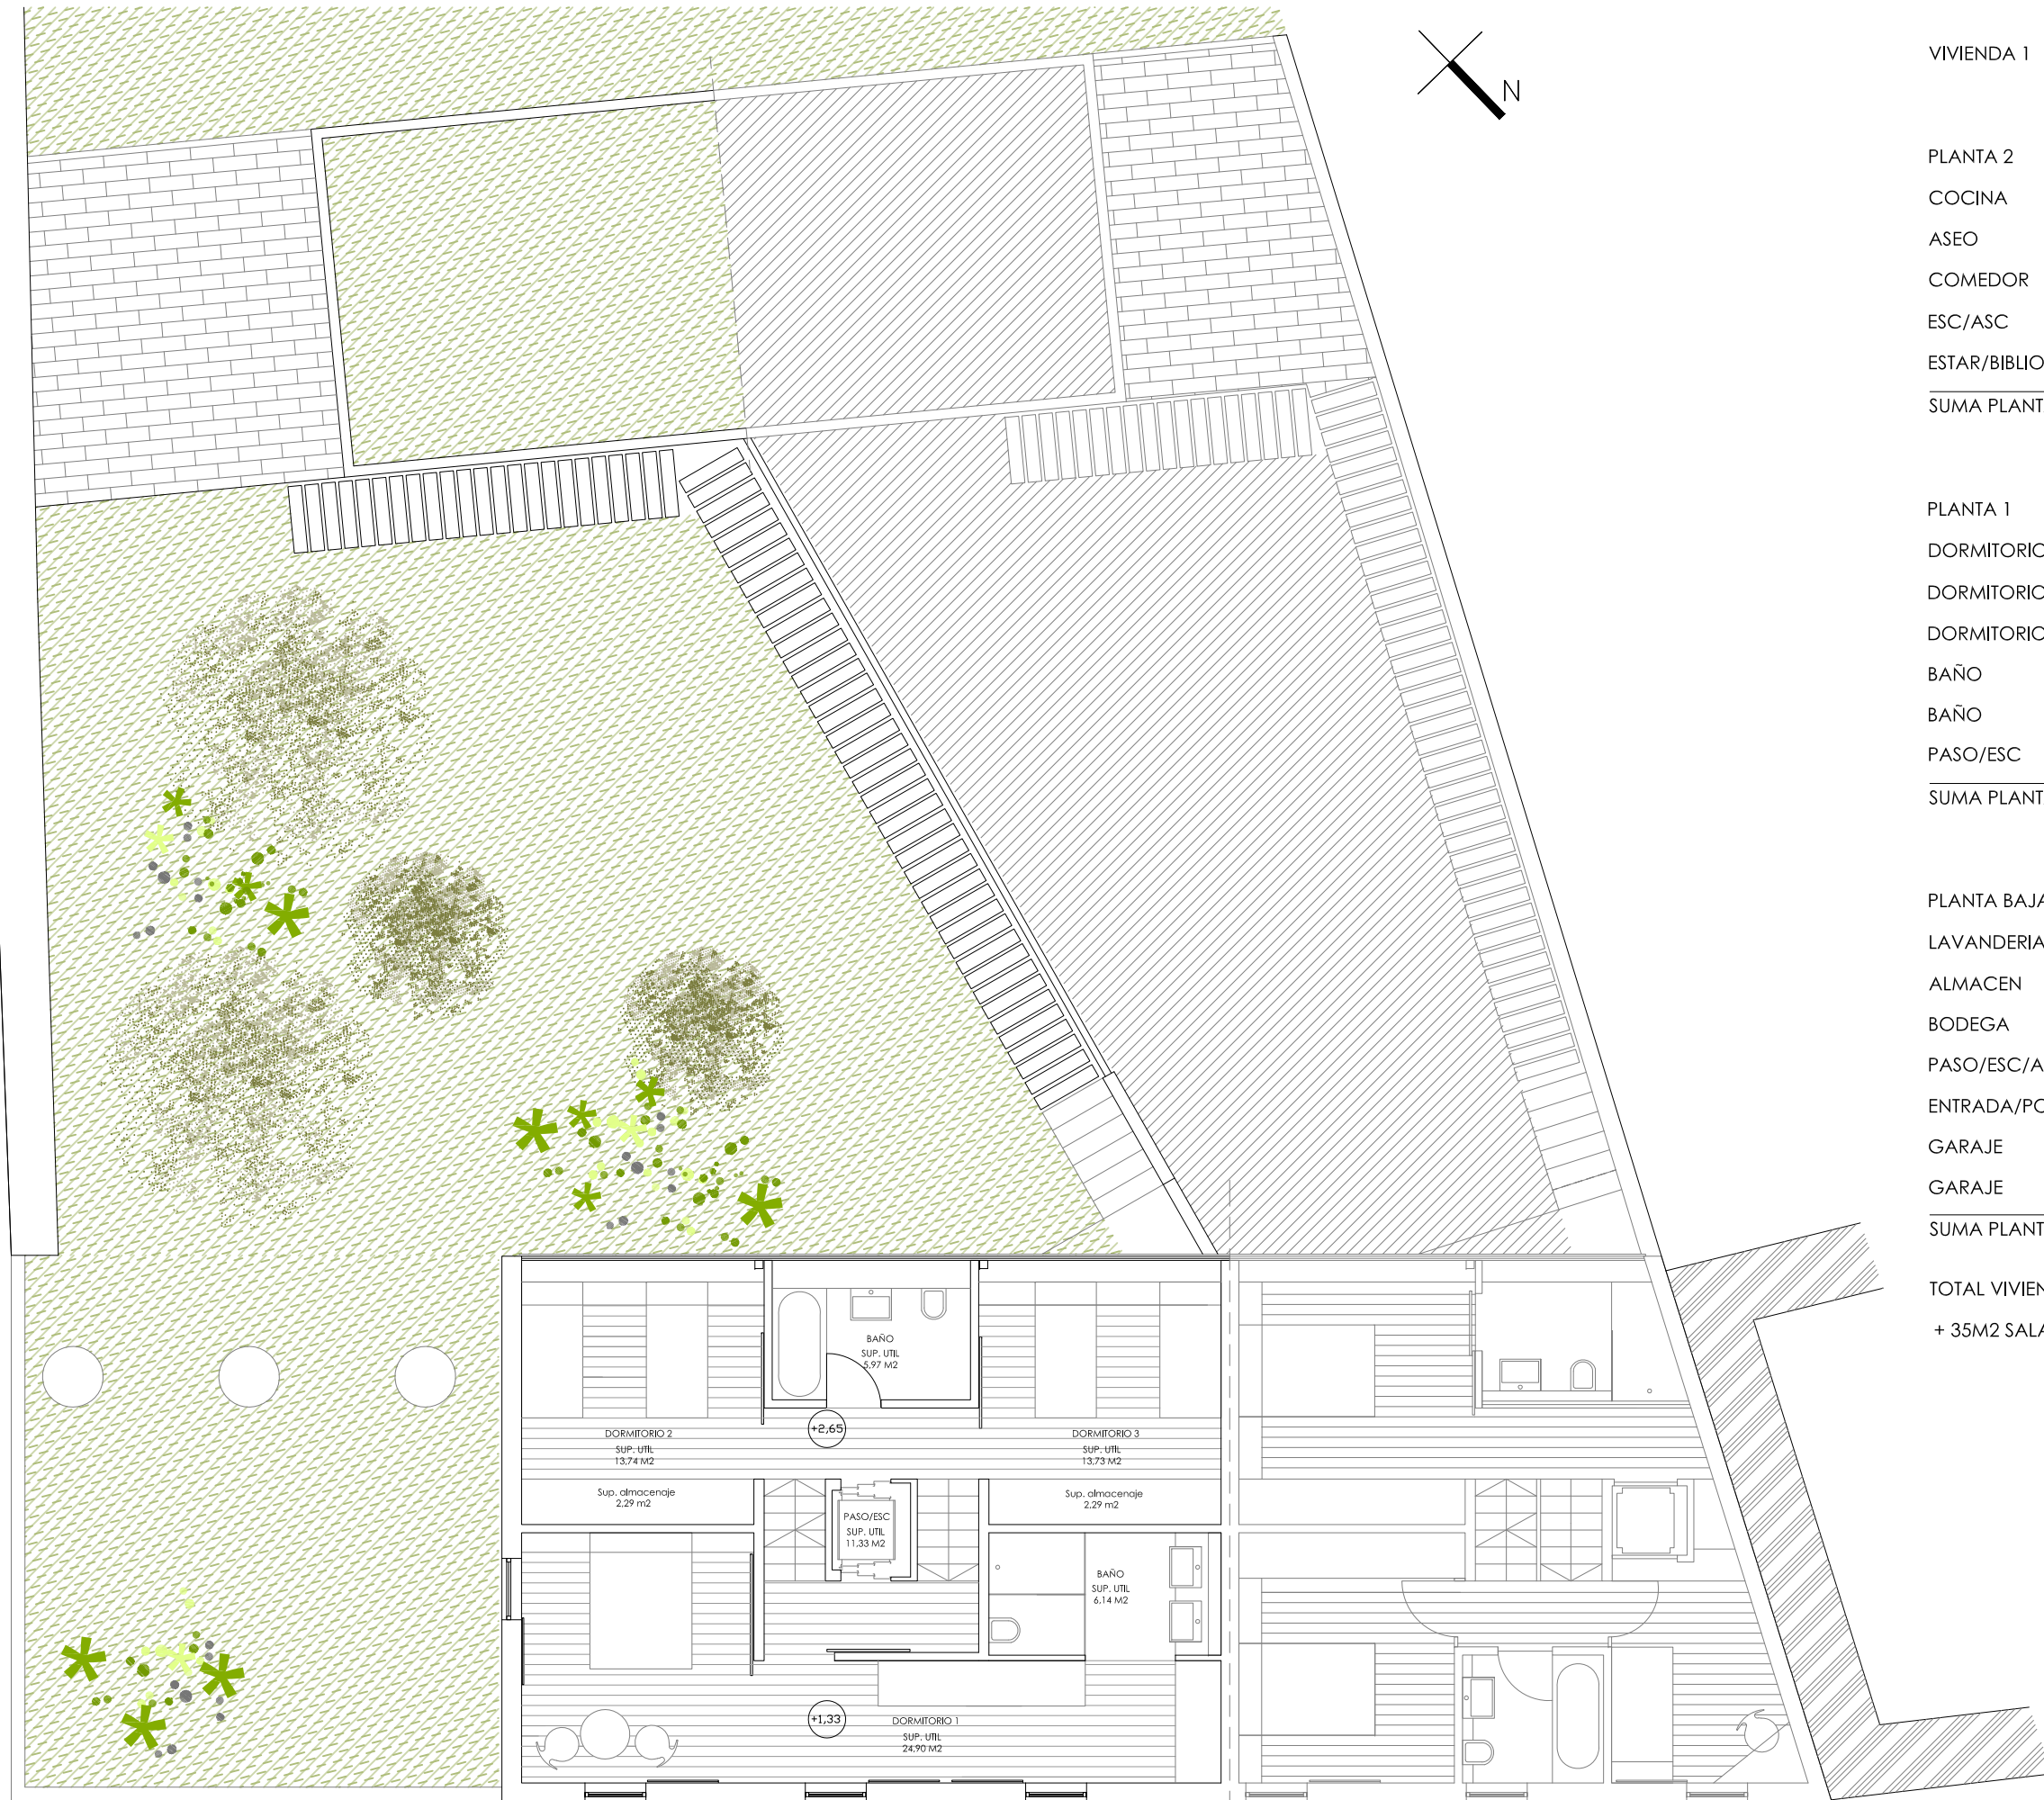 N
VIVIENDA 1
PLANTA 2
COCINA
ASEO
COMEDOR
ESC/ASC
ESTAR/BIBLIO
SUMA PLANT
PLANTA 1
DORMITORIO
DORMITORIO
DORMITORIO
BAÑO
BAÑO
PASO/ESC
SUMA PLANT
PLANTA BAJA
LAVANDERIA
ALMACEN
BODEGA
PASO/ESC/A
ENTRADA/PO
GARAJE
GARAJE
SUMA PLANT
TOTAL VIVIEN
+ 35M2 SALA
BAÑO
SUP. UTIL
5,97 M2
+2,65
DORMITORIO 2
SUP. UTIL
13,74 M2
DORMITORIO 3
SUP. UTIL
13,73 M2
Sup. almacenaje
2,29 m2
Sup. almacenaje
2,29 m2
PASO/ESC
SUP. UTIL
11,33 M2
BAÑO
SUP. UTIL
6,14 M2
+1,33
DORMITORIO 1
SUP. UTIL
24,90 M2